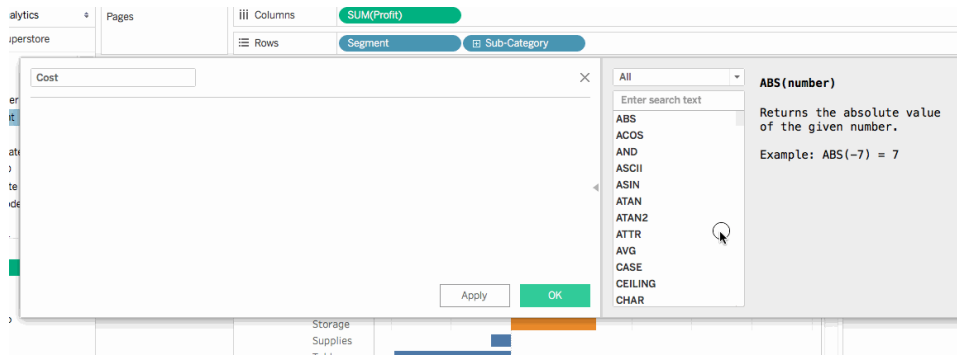 alytics
Pages
iii Columns
SUM(Profit)
uperstore
Rows
Segment
Sub-Category
Cost
All
Enter search text
ABS
ACOS
AND
ASCII
ASIN
ATAN
ATAN2
ATTR
AVG
CASE
CEILING
CHAR
ABS(number)
Returns the absolute value
of the given number.
Example: ABS(-7) = 7
Apply
OK
Storage
Supplies